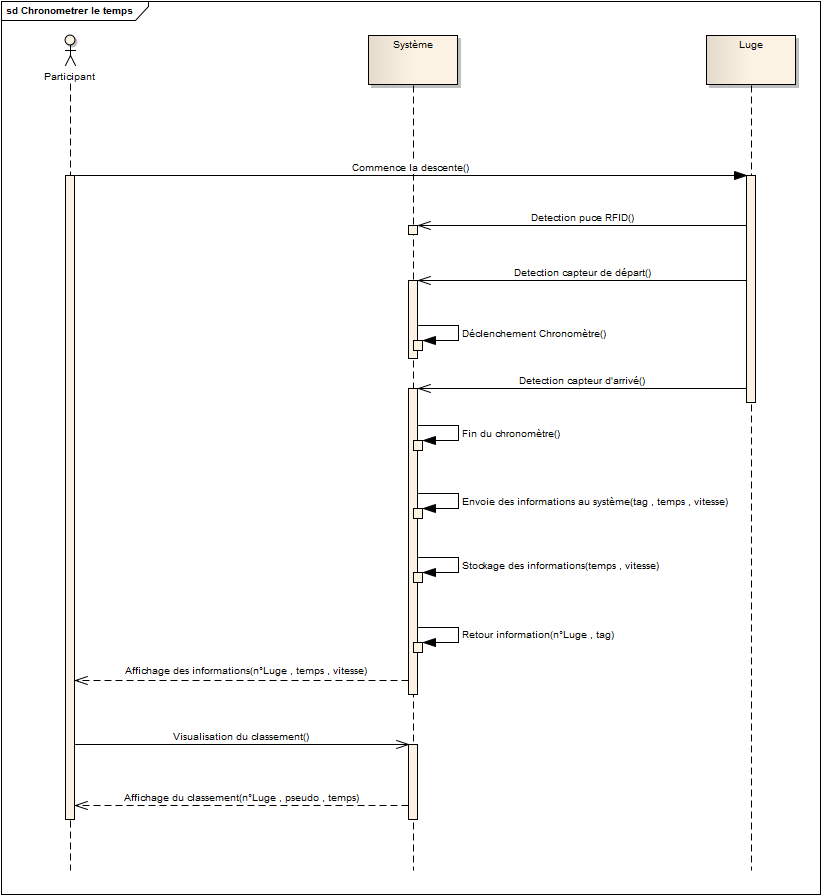 sd Chronometrer le temps
Participant
Système
Luge
Commence la descente()
Detection puce RFID()
Detection capteur de départ()
Déclenchement Chronomètre()
Detection capteur d'arrivé()
Fin du chronomètre()
Envoie des informations au système(tag , temps , vitesse)
Stockage des informations(temps , vitesse)
Retour information(n°Luge , tag)
Affichage des informations(n°Luge , temps , vitesse)
Visualisation du classement()
Affichage du classement(n°Luge , pseudo , temps)